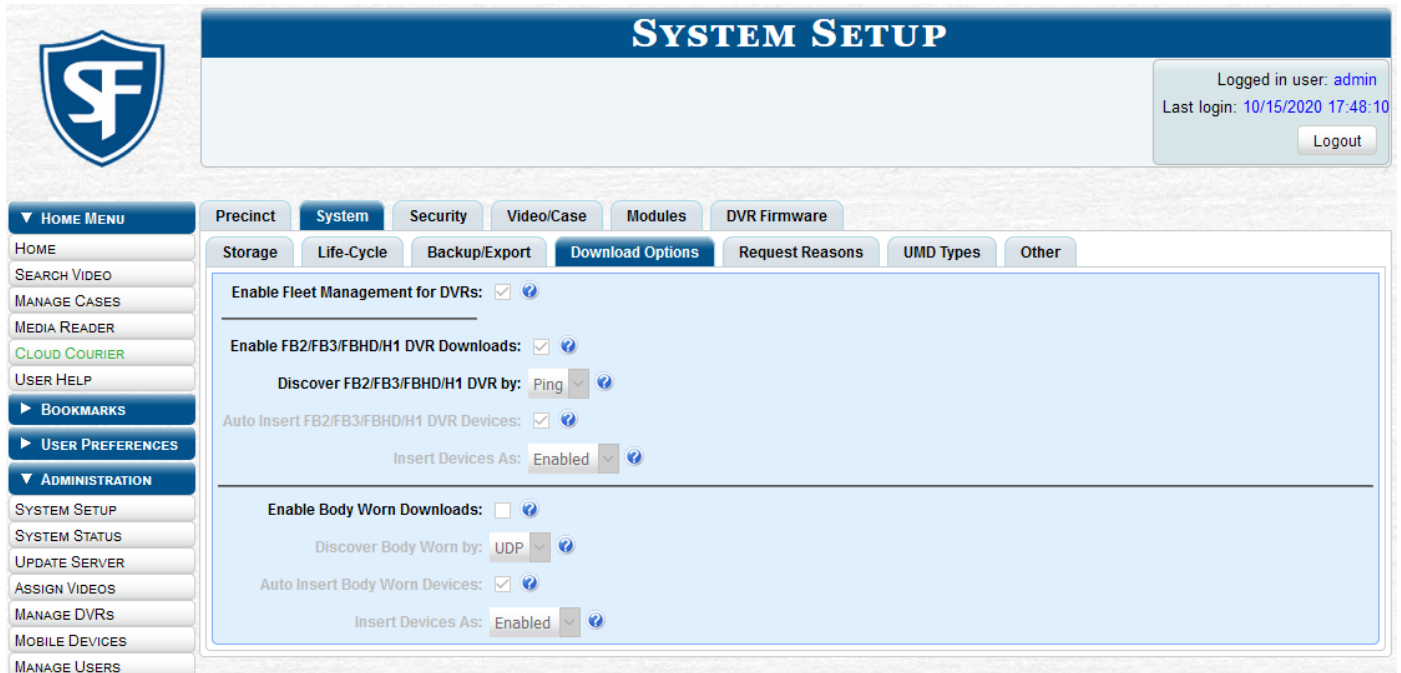 SYSTEM SETUP
SF
Logged in user: admin
Last login: 10/15/2020 17:48:10
Logout
▼ HOME MENU
HOME
SEARCH VIDEO
MANAGE CASES
MEDIA READER
CLOUD COURIER
USER HELP
▶ BOOKMARKS
▶ USER PREFERENCES
▼ ADMINISTRATION
SYSTEM SETUP
SYSTEM STATUS
UPDATE SERVER
ASSIGN VIDEOS
MANAGE DVRS
MOBILE DEVICES
MANAGE USERS
Precinct System Security Video/Case Modules DVR Firmware
Storage Life-Cycle Backup/Export Download Options Request Reasons UMD Types Other
Enable Fleet Management for DVRs: ?
Enable FB2/FB3/FBHD/H1 DVR Downloads: ?
Discover FB2/FB3/FBHD/H1 DVR by: Ping ?
Auto Insert FB2/FB3/FBHD/H1 DVR Devices: ?
Insert Devices As: Enabled ?
Enable Body Worn Downloads: ?
Discover Body Worn by: UDP ?
Auto Insert Body Worn Devices: ?
Insert Devices As: Enabled ?